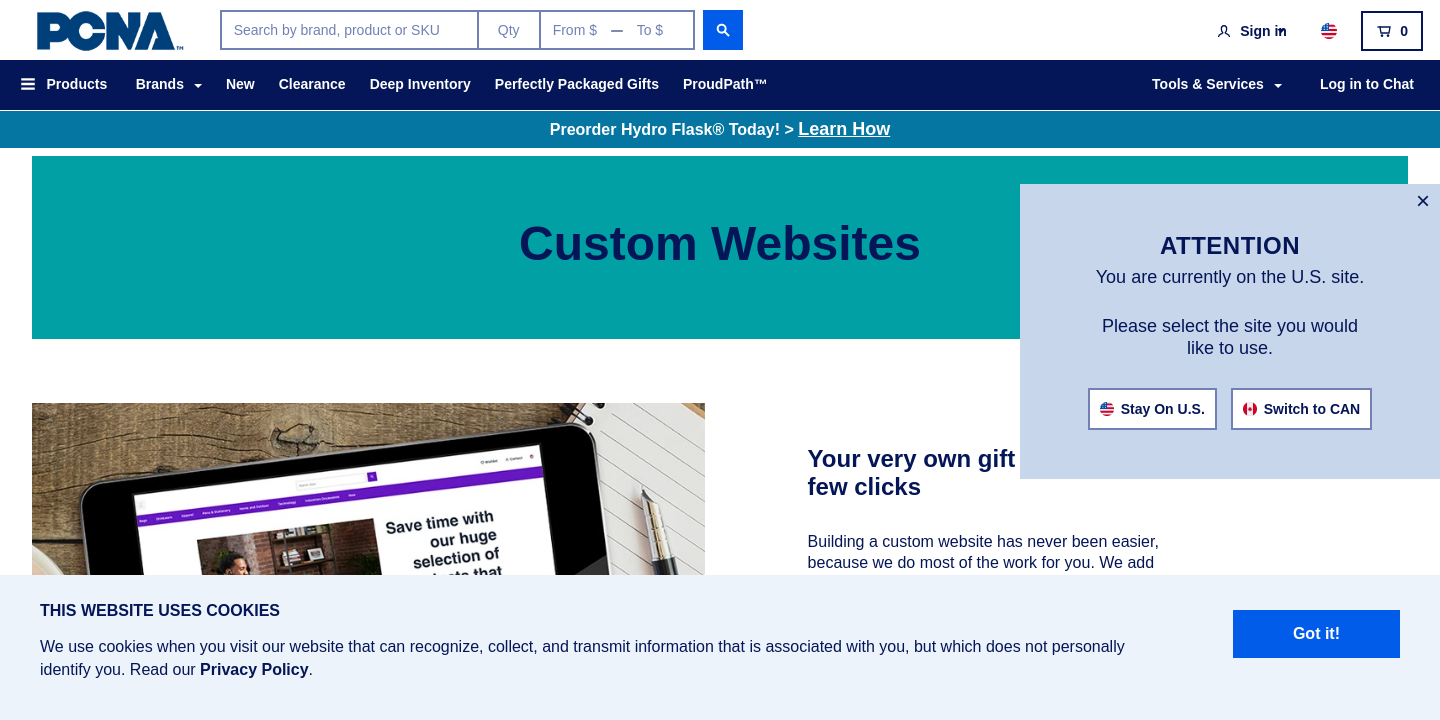 PCNA™
Search by brand, product or SKU
Qty
From $ — To $
Sign in
0
Products
Brands
New
Clearance
Deep Inventory
Perfectly Packaged Gifts
ProudPath™
Tools & Services
Log in to Chat
Preorder Hydro Flask® Today! > Learn How
Custom Websites
×
ATTENTION
You are currently on the U.S. site.
Please select the site you would
like to use.
Stay On U.S.
Switch to CAN
Save time with
our huge
selection of
Your very own gift
few clicks
Building a custom website has never been easier,
because we do most of the work for you. We add
THIS WEBSITE USES COOKIES
We use cookies when you visit our website that can recognize, collect, and transmit information that is associated with you, but which does not personally
identify you. Read our Privacy Policy.
Got it!